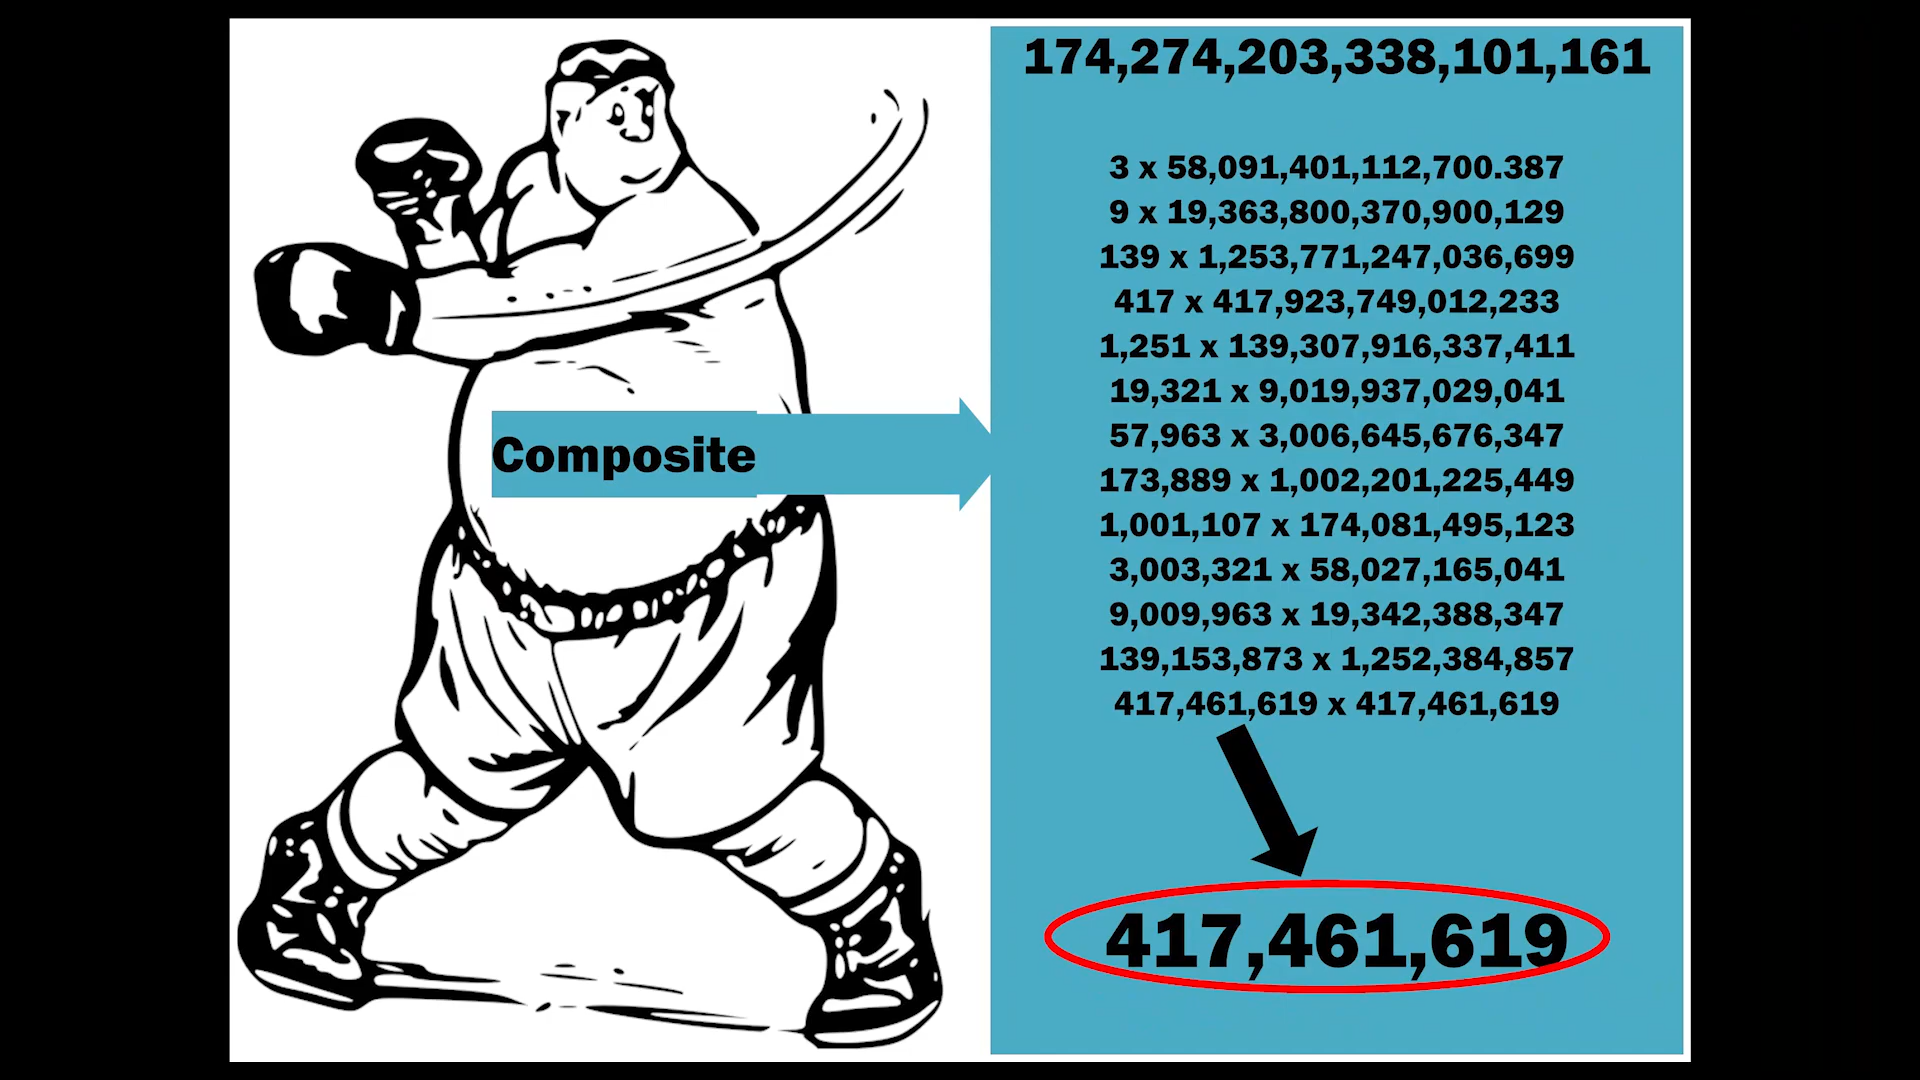 174,274,203,338,101,161
3 x 58,091,401,112,700.387
9 x 19,363,800,370,900,129
139 x 1,253,771,247,036,699
417 x 417,923,749,012,233
1,251 x 139,307,916,337,411
19,321 x 9,019,937,029,041
57,963 x 3,006,645,676,347
173,889 x 1,002,201,225,449
1,001,107 x 174,081,495,123
3,003,321 x 58,027,165,041
9,009,963 x 19,342,388,347
139,153,873 x 1,252,384,857
417,461,619 x 417,461,619
Composite
417,461,619